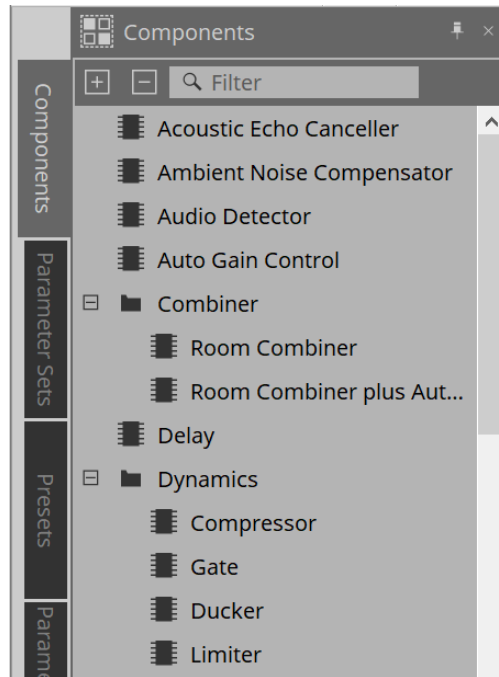 Components
Filter
Components
Parameter Sets
Presets
Acoustic Echo Canceller
Ambient Noise Compensator
Audio Detector
Auto Gain Control
Combiner
Room Combiner
Room Combiner plus Aut...
Delay
Dynamics
Compressor
Gate
Ducker
Limiter